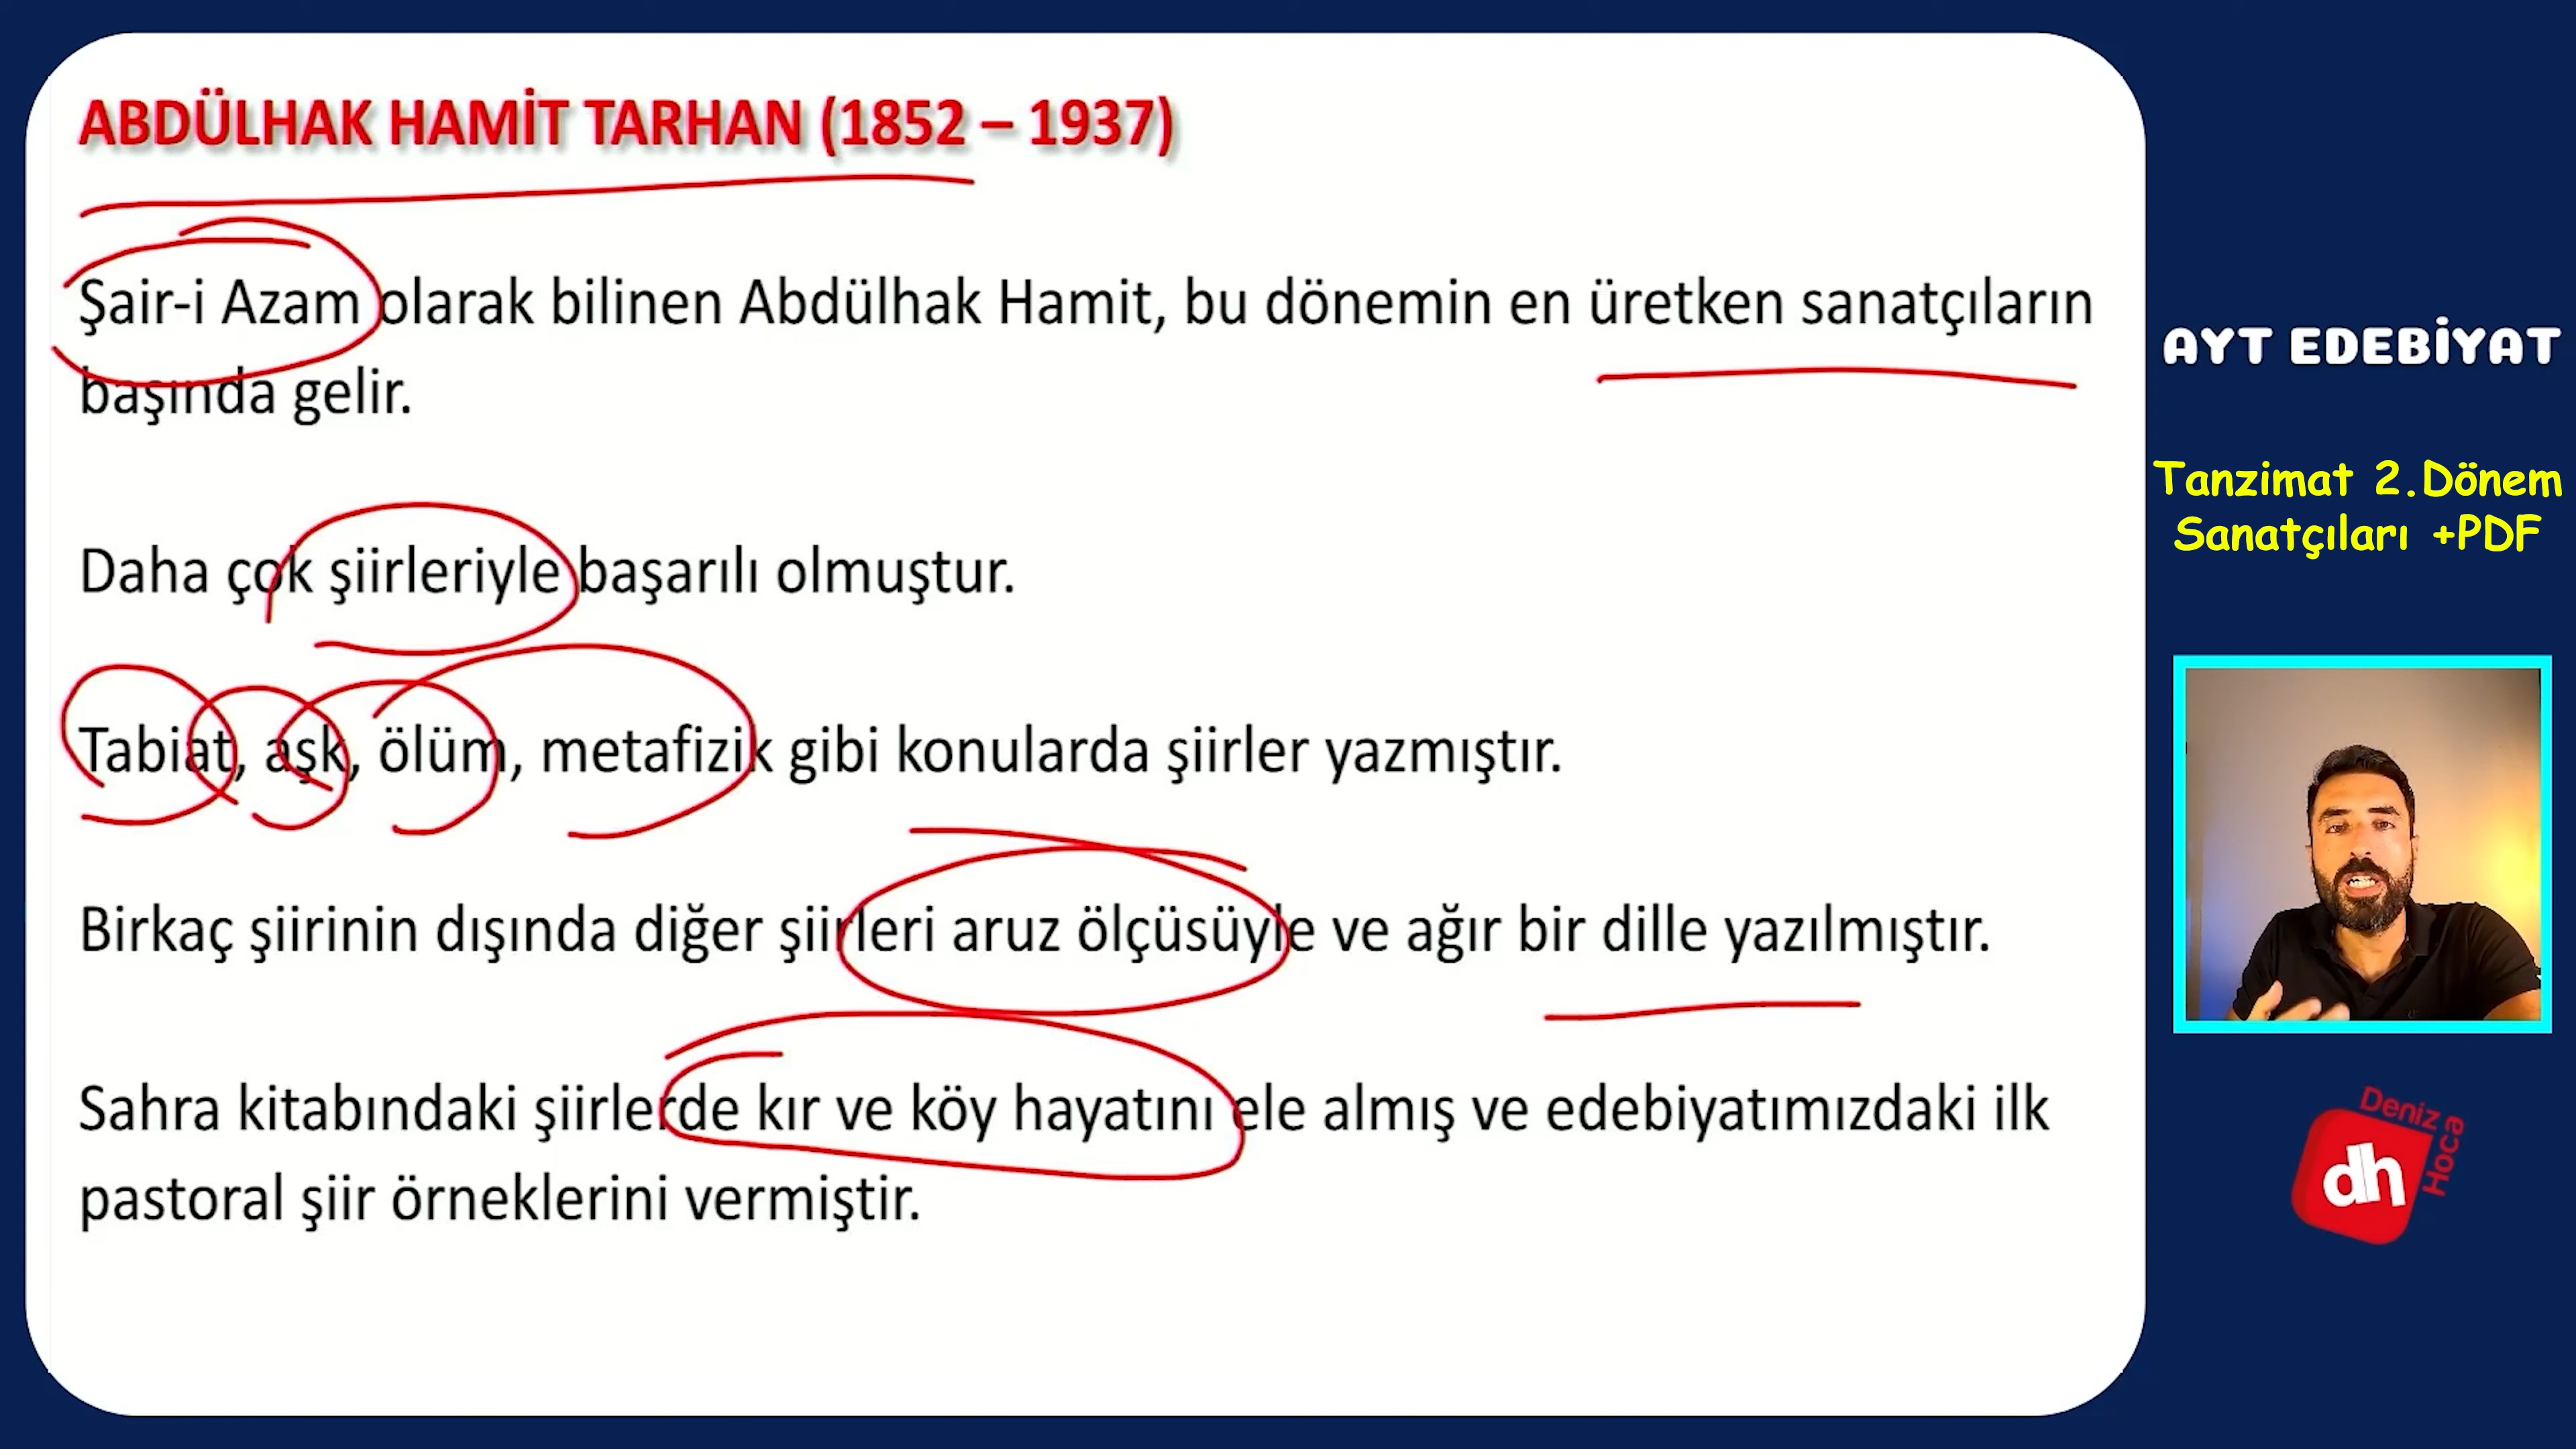 ABDÜLHAK HAMİT TARHAN (1852 – 1937)
Şair-i Azam olarak bilinen Abdülhak Hamit, bu dönemin en üretken sanatçıların
başında gelir.
Daha çok şiirleriyle başarılı olmuştur.
Tabiat, aşk, ölüm, metafizik gibi konularda şiirler yazmıştır.
Birkaç şiirinin dışında diğer şiirleri aruz ölçüsüyle ve ağır bir dille yazılmıştır.
Sahra kitabındaki şiirlerde kır ve köy hayatını ele almış ve edebiyatımızdaki ilk
pastoral şiir örneklerini vermiştir.
AYT EDEBİYAT
Tanzimat 2.Dönem
Sanatçıları +PDF
Deniz
Hoca
dh